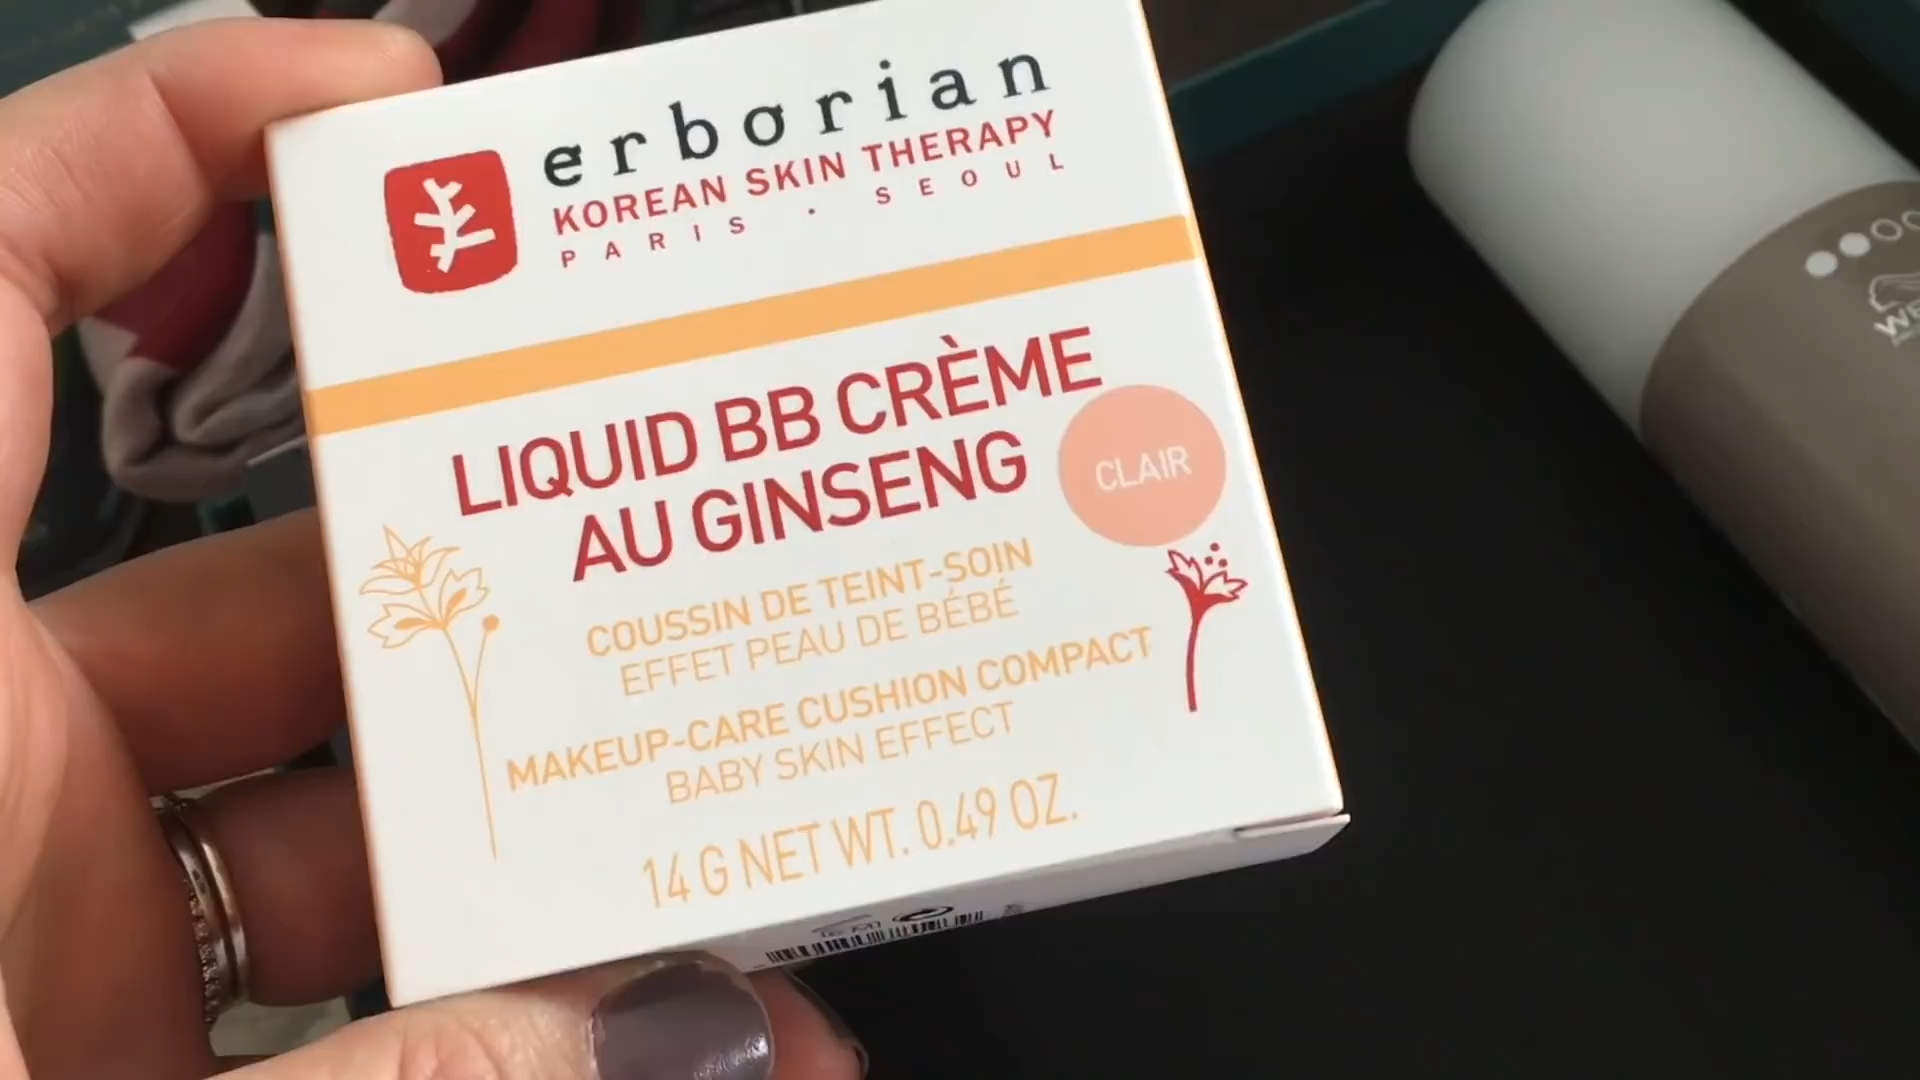 erborian
KOREAN SKIN THERAPY
PARIS · SEOUL
LIQUID BB CRÈME
AU GINSENG
CLAIR
COUSSIN DE TEINT-SOIN
EFFET PEAU DE BÉBÉ
MAKEUP-CARE CUSHION COMPACT
BABY SKIN EFFECT
14 G NET WT. 0.49 OZ.